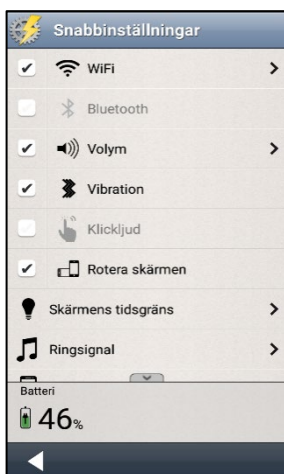 Snabbinställningar
WiFi
Bluetooth
Volym
Vibration
Klickljud
Rotera skärmen
Skärmens tidsgräns
Ringsignal
Batteri
46%